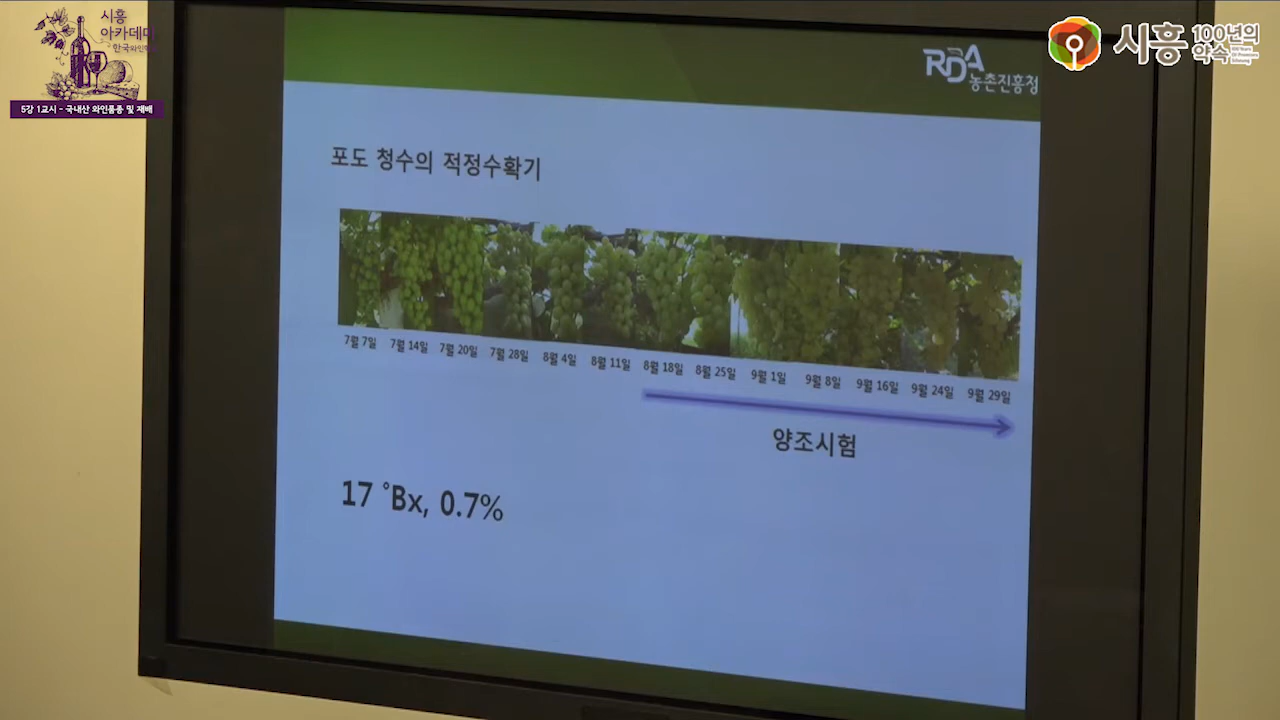 시흥
아카데미
한국와인학
5강 1교시 - 국내산 와인품종 및 재배
시흥 100년의
약속
RDA
농촌진흥청
포도 청수의 적정수확기
7월 7일 7월 14일 7월 20일 7월 28일 8월 4일 8월 11일 8월 18일 8월 25일 9월 1일 9월 8일 9월 16일 9월 24일 9월 29일
양조시험
17 °Bx, 0.7%